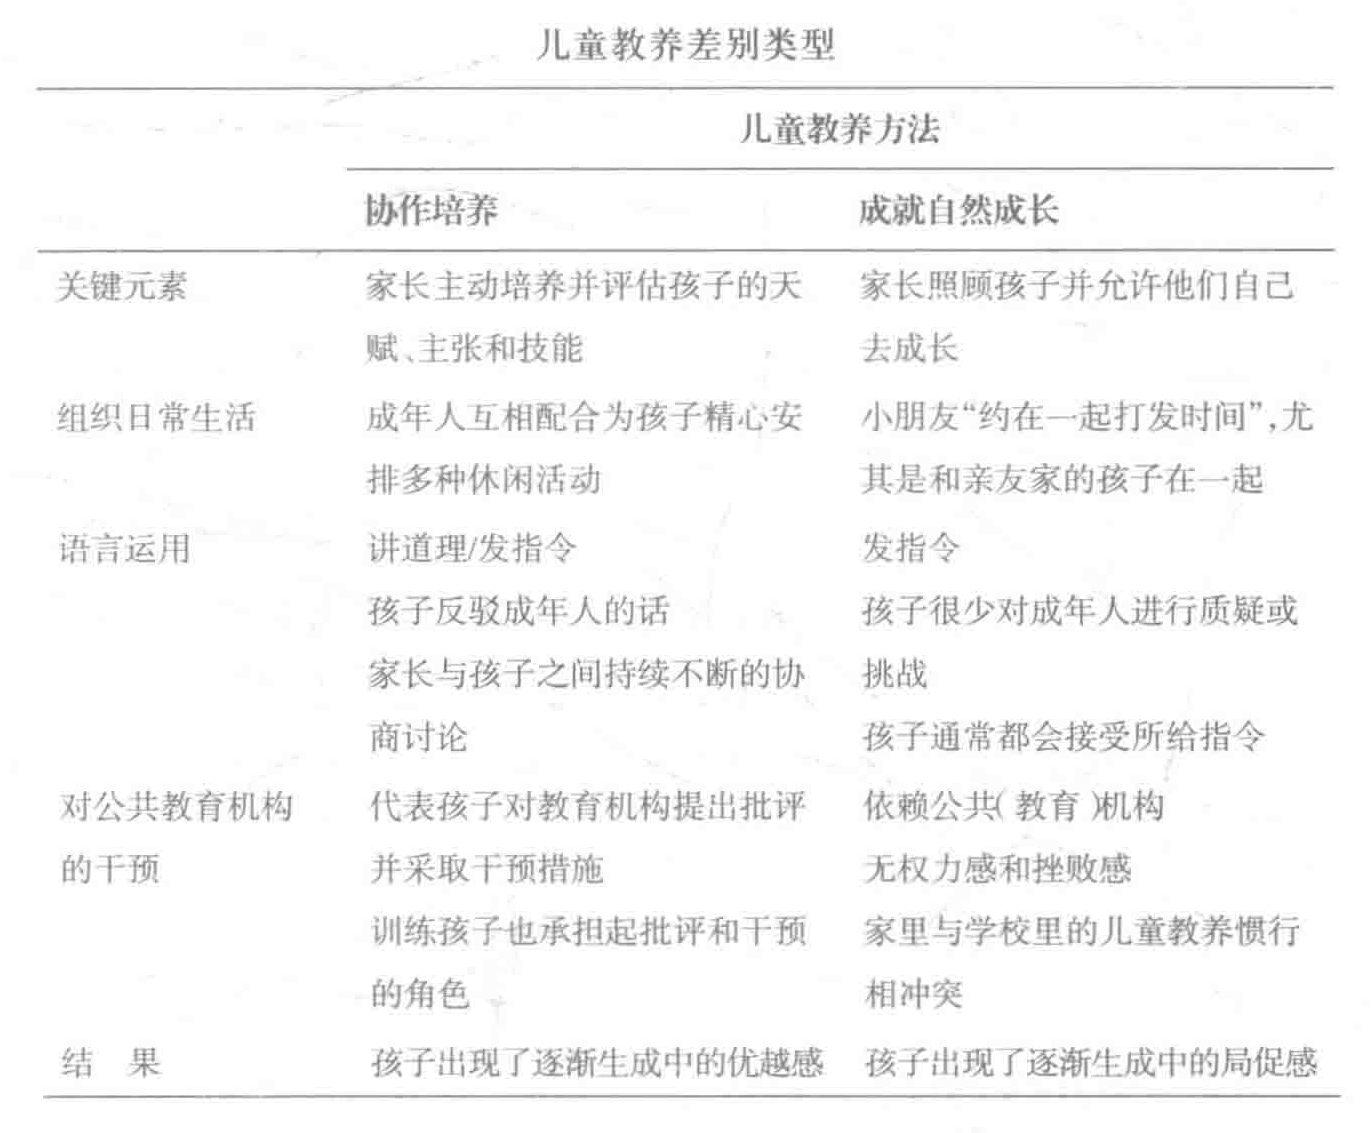 儿童教养差别类型
儿童教养方法
协作培养 成就自然成长
关键元素 家长主动培养并评估孩子的天 家长照顾孩子并允许他们自己
赋、主张和技能 去成长
组织日常生活 成年人互相配合为孩子精心安 小朋友“约在一起打发时间”,尤
排多种休闲活动 其是和亲友家的孩子在一起
语言运用 讲道理/发指令 发指令
孩子反驳成年人的话 孩子很少对成年人进行质疑或
家长与孩子之间持续不断的协 挑战
商讨论 孩子通常都会接受所给指令
对公共教育机构 代表孩子对教育机构提出批评 依赖公共(教育)机构
的干预 并采取干预措施 无权力感和挫败感
训练孩子也承担起批评和干预 家里与学校里的儿童教养惯行
的角色 相冲突
结 果 孩子出现了逐渐生成中的优越感 孩子出现了逐渐生成中的局促感